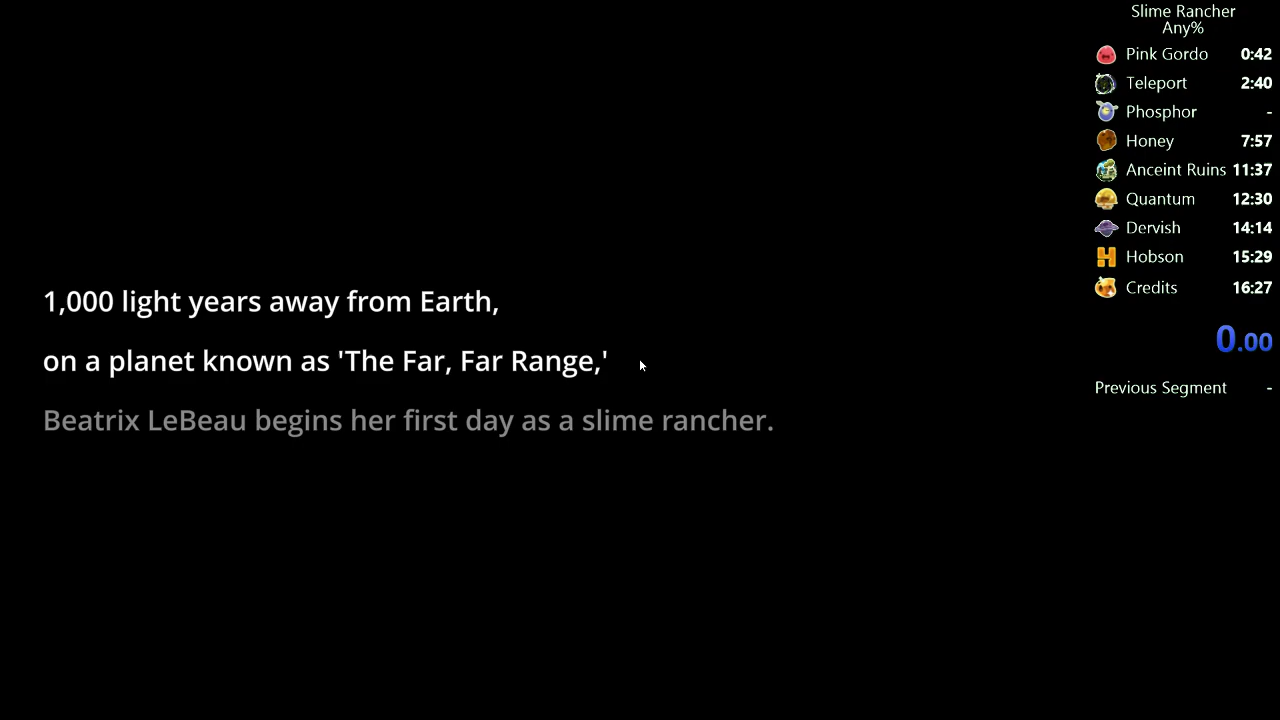 Slime Rancher
Any%
Pink Gordo 0:42
Teleport 2:40
Phosphor -
Honey 7:57
Anceint Ruins 11:37
Quantum 12:30
Dervish 14:14
Hobson 15:29
Credits 16:27
0.00
Previous Segment -
1,000 light years away from Earth,
on a planet known as 'The Far, Far Range,'
Beatrix LeBeau begins her first day as a slime rancher.